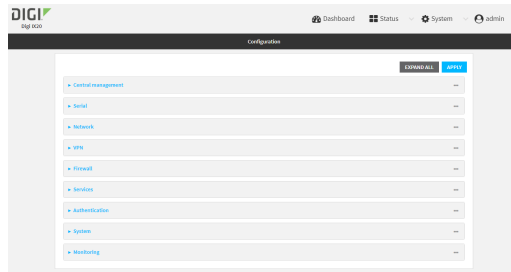 DIGI
Digi IX20
Dashboard Status System admin
Configuration
EXPAND ALL APPLY
Central management
Serial
Network
VPN
Firewall
Services
Authentication
System
Monitoring